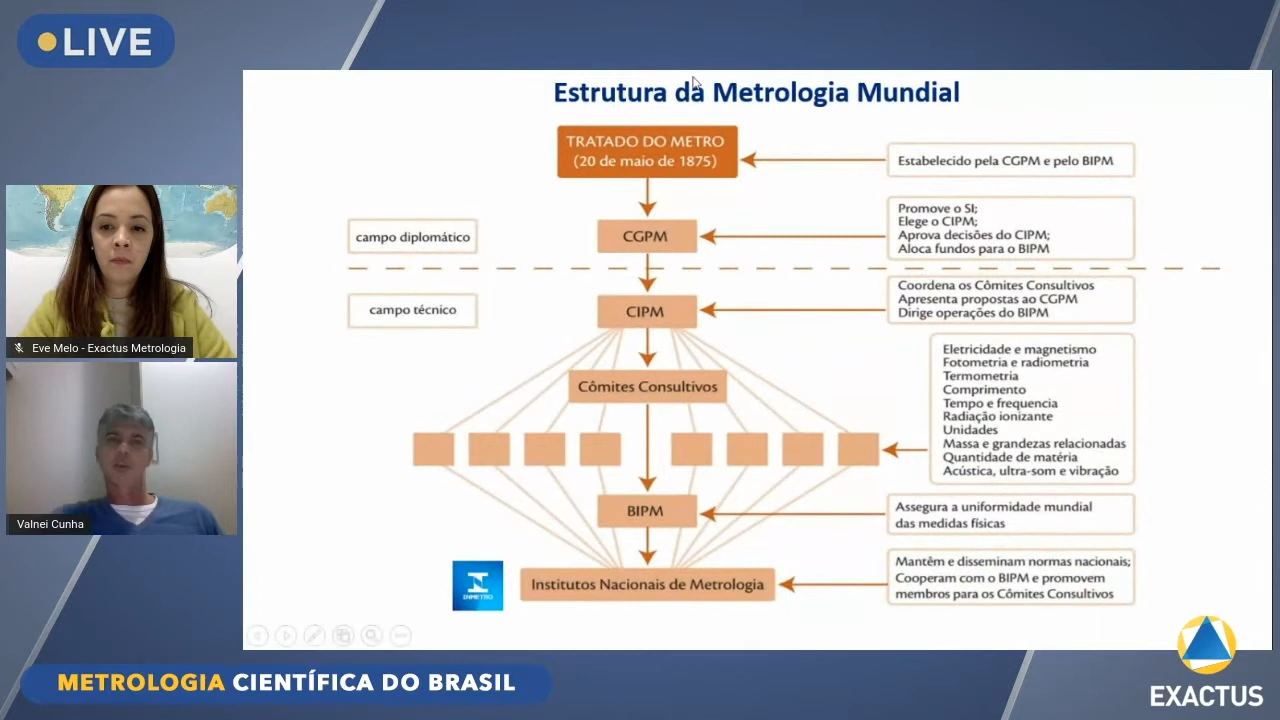 LIVE
Estrutura da Metrologia Mundial
TRATADO DO METRO
(20 de maio de 1875)
Estabelecido pela CGPM e pelo BIPM
campo diplomático
CGPM
Promove o SI;
Elege o CIPM;
Aprova decisões do CIPM;
Aloca fundos para o BIPM
campo técnico
CIPM
Coordena os Cômites Consultivos
Apresenta propostas ao CGPM
Dirige operações do BIPM
Cômites Consultivos
Eletricidade e magnetismo
Fotometria e radiometria
Termometria
Comprimento
Tempo e frequencia
Radiação ionizante
Unidades
Massa e grandezas relacionadas
Quantidade de matéria
Acústica, ultra-som e vibração
BIPM
Assegura a uniformidade mundial
das medidas físicas
INMETRO
Institutos Nacionais de Metrologia
Mantêm e disseminam normas nacionais;
Cooperam com o BIPM e promovem
membros para os Cômites Consultivos
Eve Melo - Exactus Metrologia
Valnei Cunha
METROLOGIA CIENTÍFICA DO BRASIL
EXACTUS